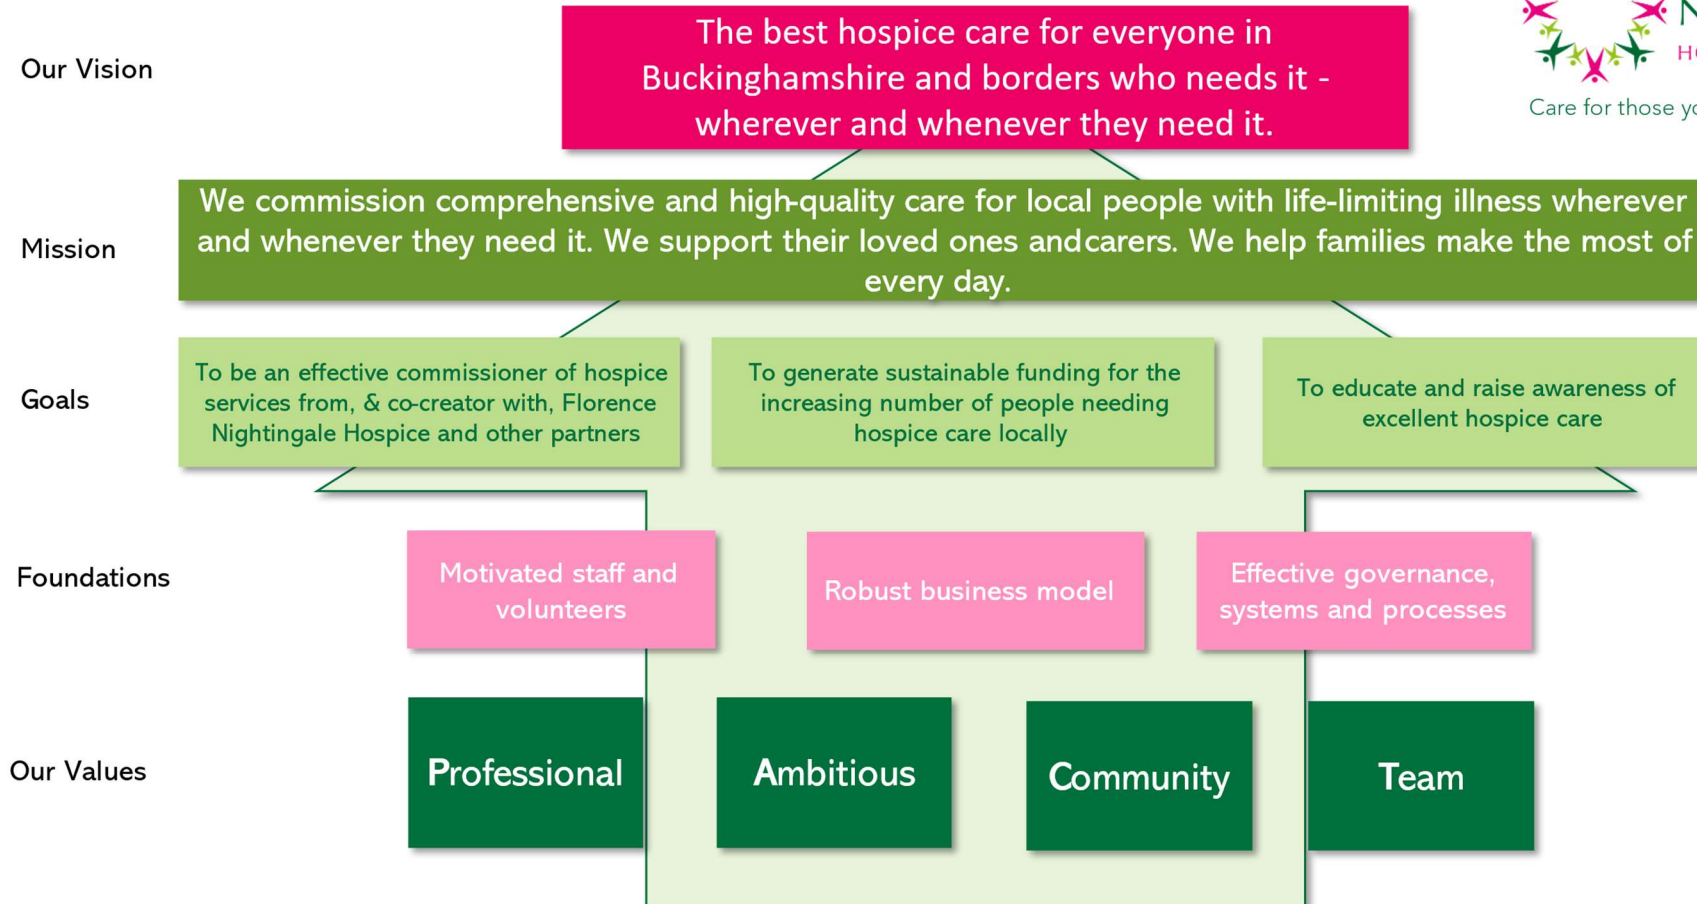 Our Vision
The best hospice care for everyone in
Buckinghamshire and borders who needs it -
wherever and whenever they need it.
Care for those
Mission
We commission comprehensive and high-quality care for local people with life-limiting illness wherever
and whenever they need it. We support their loved ones andcarers. We help families make the most of
every day.
Goals
To be an effective commissioner of hospice
services from, & co-creator with, Florence
Nightingale Hospice and other partners
To generate sustainable funding for the
increasing number of people needing
hospice care locally
To educate and raise awareness of
excellent hospice care
Foundations
Motivated staff and
volunteers
Robust business model
Effective governance,
systems and processes
Our Values
Professional
Ambitious
Community
Team